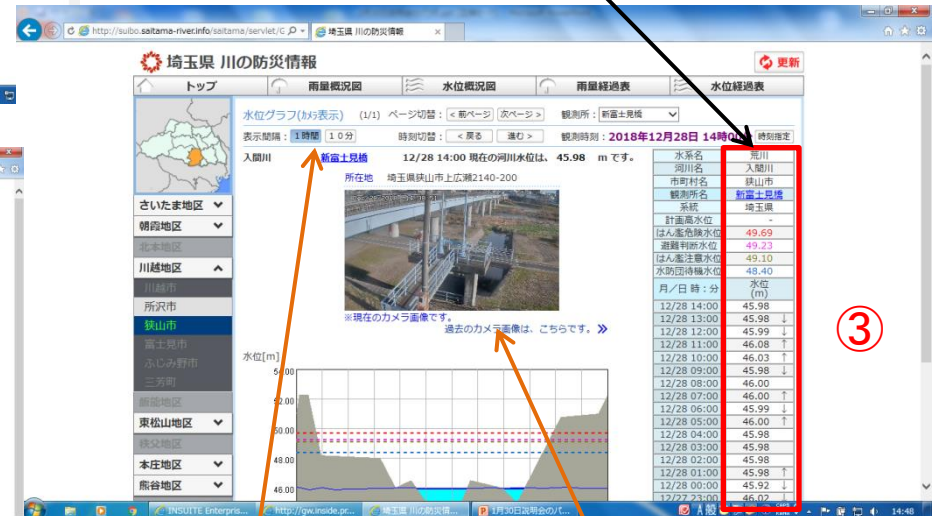 http://suibo.saitama-river.info/saitama/servlet/G
埼玉県 川の防災情報
埼玉県 川の防災情報
更新
トップ
雨量概況図
水位概況図
雨量経過表
水位経過表
水位グラフ(カメラ表示) (1/1) ページ切替： <前ページ 次ページ> 観測所： 新富士見橋
表示間隔： 1時間 10分 時刻切替： <戻る 進む> 観測時刻：2018年12月28日 14時00 時刻指定
入間川 新富士見橋 12/28 14:00 現在の河川水位は、 45.98 m です。
所在地 埼玉県狭山市上広瀬2140-200
※現在のカメラ画像です。
過去のカメラ画像は、こちらです。
水位[m]
54.00
52.00
50.00
48.00
46.00
さいたま地区
朝霞地区
北本地区
川越地区
川越市
所沢市
狭山市
富士見市
ふじみ野市
三芳町
飯能地区
東松山地区
秩父地区
本庄地区
熊谷地区
水系名 荒川
河川名 入間川
市町村名 狭山市
観測所名 新富士見橋
系統 埼玉県
計画高水位 -
はん濫危険水位 49.69
避難判断水位 49.23
はん濫注意水位 49.10
水防団待機水位 48.40
月／日 時：分 水位(m)
12/28 14:00 45.98
12/28 13:00 45.98 ↓
12/28 12:00 45.99 ↓
12/28 11:00 46.08 ↑
12/28 10:00 46.03 ↑
12/28 09:00 45.98 ↓
12/28 08:00 46.00
12/28 07:00 46.00 ↑
12/28 06:00 45.99 ↓
12/28 05:00 46.00 ↑
12/28 04:00 45.98
12/28 03:00 45.98
12/28 02:00 45.98
12/28 01:00 45.98 ↑
12/28 00:00 45.92 ↓
12/27 23:00 46.02 ↓
③
INSUITE Enterpris...
http://gw.inside.pr...
埼玉県 川の防災情...
1月30日説明会のパ...
A 般
14:48